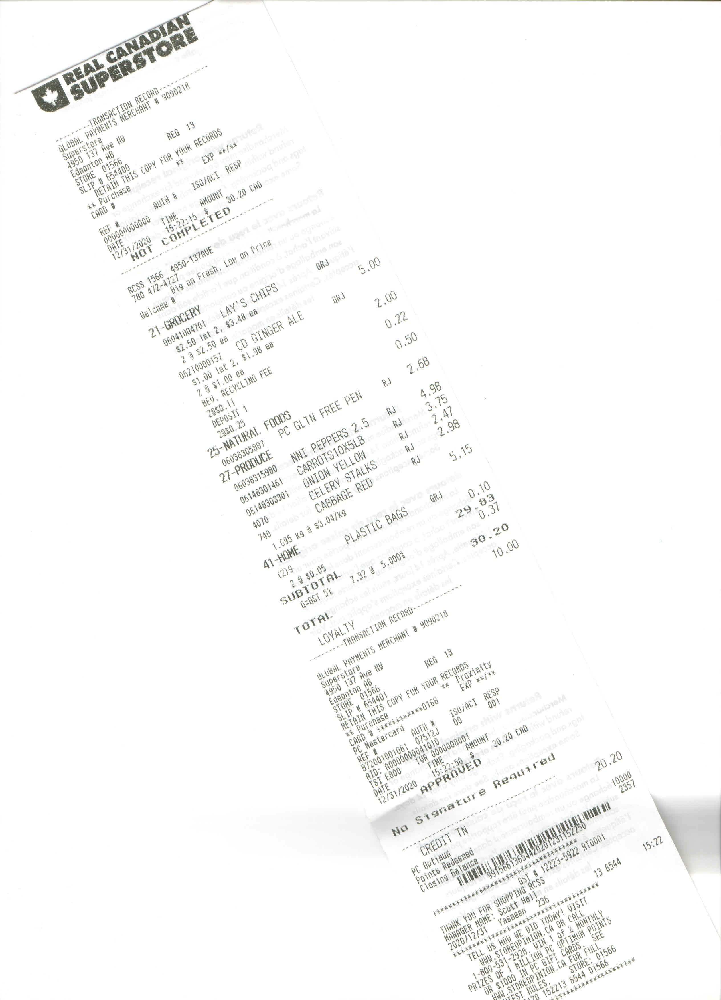 REAL CANADIAN
SUPERSTORE
--------TRANSACTION RECORD--------
GLOBAL PAYMENTS MERCHANT # 9090218
Superstore
4950 137 Ave NW
Edmonton AB REG 13
STORE 01566
SLIP # 654400
RETAIN THIS COPY FOR YOUR RECORDS
** Purchase **
CARD # EXP **/**
REF # AUTH # ISO/ACI RESP
000000000000
DATE TIME AMOUNT
12/31/2020 15:22:15 $ 30.20 CAD
NOT COMPLETED
RCSS 1566 4950-137AVE
780 472-4727
Big on Fresh, Low on Price
Welcome #
21-GROCERY
06041004701 LAY'S CHIPS GRJ
$2.50 lmt 2, $3.48 ea
2 @ $2.50 ea 5.00
06210000157 CD GINGER ALE GRJ
$1.00 lmt 2, $1.98 ea
2 @ $1.00 ea 2.00
BEV. RECYCLING FEE
2@$0.11 0.22
DEPOSIT 1
2@$0.25 0.50
25-NATURAL FOODS
06038305887 PC GLTN FREE PEN RJ 2.68
27-PRODUCE
06038315980 NNI PEPPERS 2.5 RJ 4.98
06148301461 CARROTS10X5LB RJ 3.75
06148303301 ONION YELLOW RJ 2.47
4070 CELERY STALKS RJ 2.98
740 CABBAGE RED RJ
1.695 kg @ $3.04/kg 5.15
41-HOME
(2)9 PLASTIC BAGS GRJ
2 @ $0.05 0.10
SUBTOTAL 29.83
G=GST 5% 7.32 @ 5.000% 0.37
TOTAL 30.20
LOYALTY 10.00
--------TRANSACTION RECORD--------
GLOBAL PAYMENTS MERCHANT # 9090218
Superstore
4950 137 Ave NW
Edmonton AB REG 13
STORE 01566
SLIP # 654401
RETAIN THIS COPY FOR YOUR RECORDS
** Purchase ** Proximity
CARD # ************0168 EXP **/**
PC Mastercard
REF # AUTH # ISO/ACI RESP
872001001081 07512J 00 001
AID: A0000000041010
TSI E800 TVR 0000008001
DATE TIME AMOUNT
12/31/2020 15:22:50 $ 20.20 CAD
APPROVED
No Signature Required
CREDIT TN 20.20
PC Optimum
Points Redeemed 10000
Closing Balance 2357
99156613654420201231152250
**********************************
GST # 12223-5922 RT0001
THANK YOU FOR SHOPPING RCSS
MANAGER NAME: Scott Hall
Yasmeen 236 13 6544
2020/12/31 15:22
**********************************
TELL US HOW WE DID TODAY! VISIT
WWW.STOREOPINION.CA OR CALL
1-800-531-2928. WIN 1 of 2 MONTHLY
PRIZES OF 1 MILLION PC OPTIMUM POINTS
OR $1000 IN PC GIFT CARDS. SEE
WWW.STOREOPINION.CA FOR FULL
RULES. STORE: 01566
152213 6544 01566